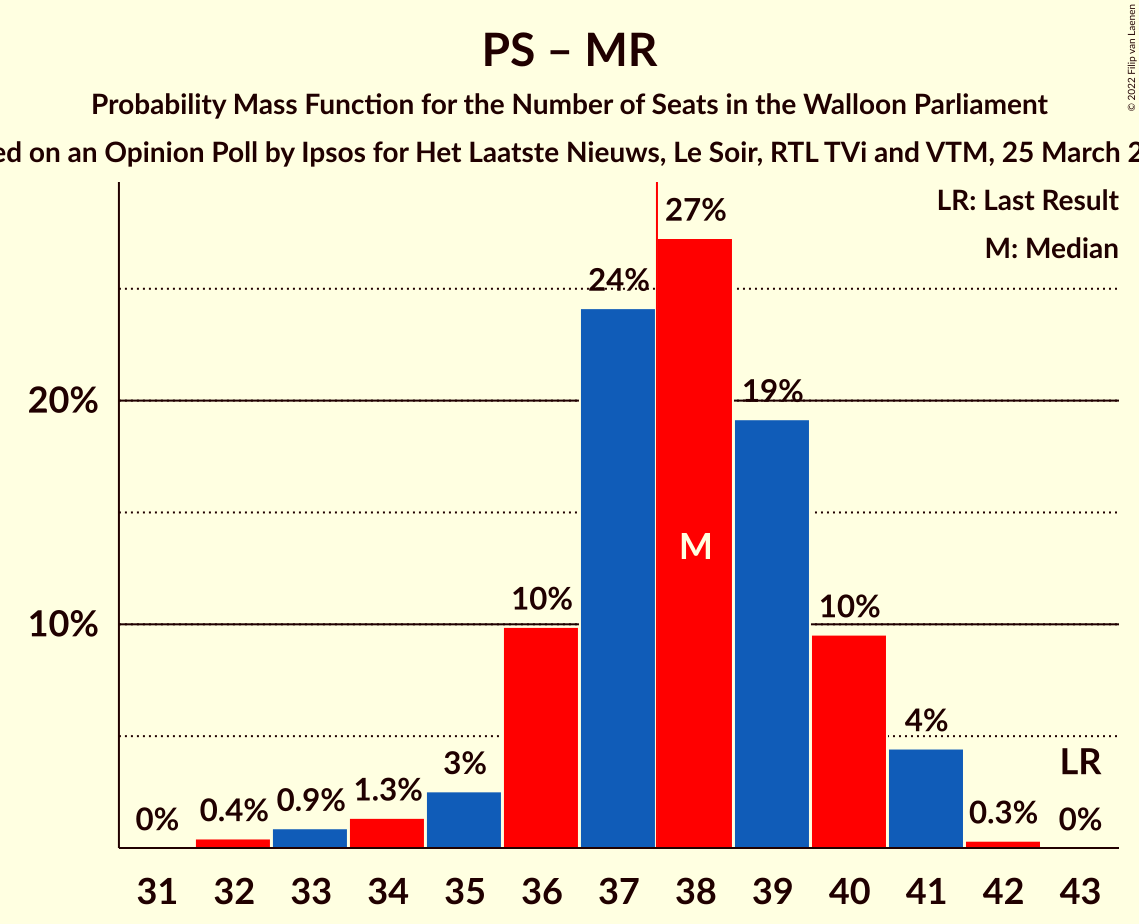 PS – MR
Probability Mass Function for the Number of Seats in the Walloon Parliament
ed on an Opinion Poll by Ipsos for Het Laatste Nieuws, Le Soir, RTL TVi and VTM, 25 March 2
© 2022 Filip van Laenen
LR: Last Result
M: Median
27%
24%
20%
19%
M
10%
10%
10%
4%
3%
LR
0%
0.4%
0.9%
1.3%
0.3%
0%
31 32 33 34 35 36 37 38 39 40 41 42 43